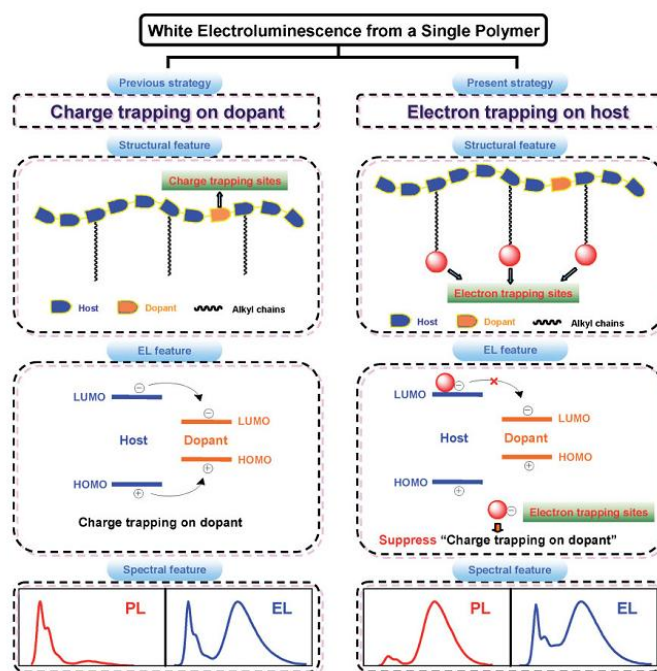 White Electroluminescence from a Single Polymer
Previous strategy
Charge trapping on dopant
Structural feature
Charge trapping sites
Host
Dopant
Alkyl chains
EL feature
LUMO
LUMO
Host
Dopant
HOMO
HOMO
Charge trapping on dopant
Spectral feature
PL
EL
Present strategy
Electron trapping on host
Structural feature
Electron trapping sites
Host
Dopant
Alkyl chains
EL feature
LUMO
LUMO
Host
Dopant
HOMO
HOMO
Electron trapping sites
Suppress “Charge trapping on dopant”
Spectral feature
PL
EL